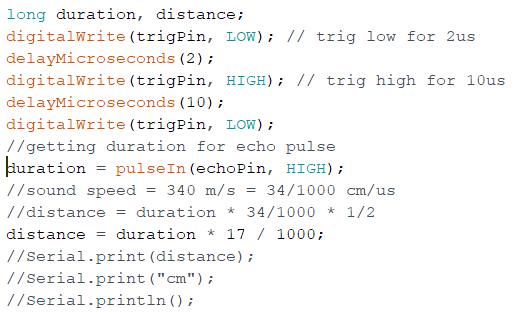 long duration, distance;
digitalWrite(trigPin, LOW); // trig low for 2us
delayMicroseconds(2);
digitalWrite(trigPin, HIGH); // trig high for 10us
delayMicroseconds(10);
digitalWrite(trigPin, LOW);
//getting duration for echo pulse
duration = pulseIn(echoPin, HIGH);
//sound speed = 340 m/s = 34/1000 cm/us
//distance = duration * 34/1000 * 1/2
distance = duration * 17 / 1000;
//Serial.print(distance);
//Serial.print("cm");
//Serial.println();